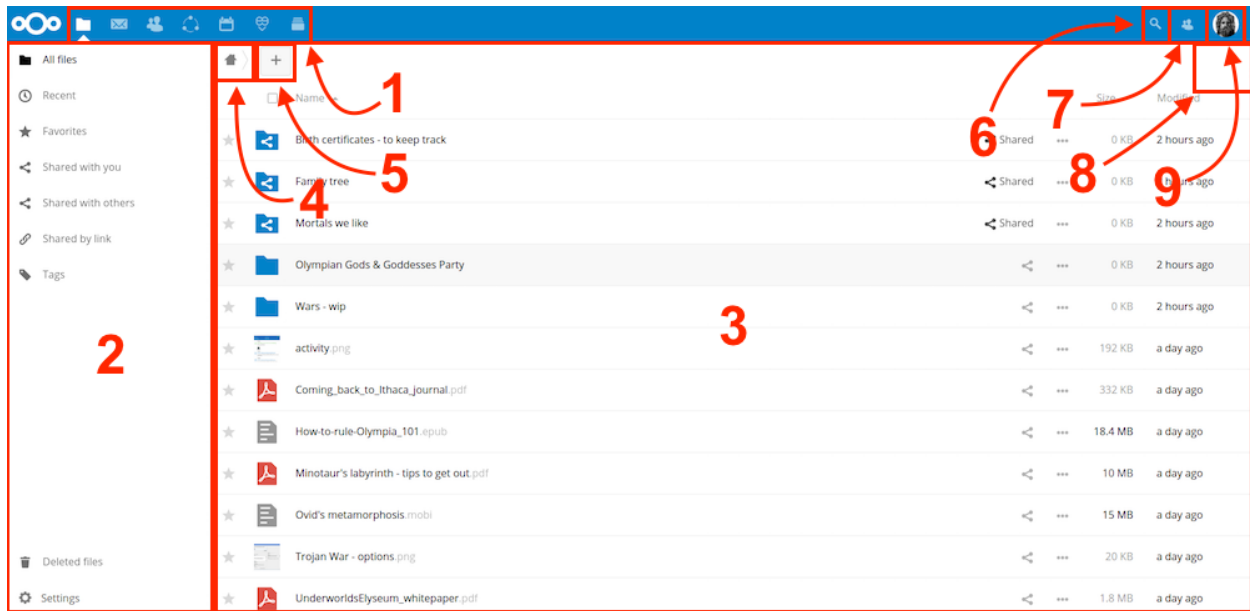 All files
Recent
Favorites
Shared with you
Shared with others
Shared by link
Tags
Deleted files
Settings
+
Name Size Modified
Birth certificates - to keep track Shared ••• 0 KB 2 hours ago
Family tree Shared ••• 0 KB hours ago
Mortals we like Shared ••• 0 KB 2 hours ago
Olympian Gods & Goddesses Party ••• 0 KB 2 hours ago
Wars - wip ••• 0 KB 2 hours ago
activity.png ••• 192 KB a day ago
Coming_back_to_Ithaca_journal.pdf ••• 332 KB a day ago
How-to-rule-Olympia_101.epub ••• 18.4 MB a day ago
Minotaur's labyrinth - tips to get out.pdf ••• 10 MB a day ago
Ovid's metamorphosis.mobi ••• 15 MB a day ago
Trojan War - options.png ••• 20 KB a day ago
UnderworldsElyseum_whitepaper.pdf ••• 1.8 MB a day ago
1
2
3
4
5
6
7
8
9